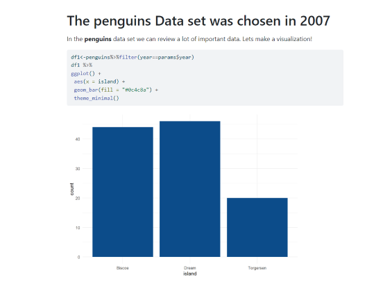 The penguins Data set was chosen in 2007
In the penguins data set we can review a lot of important data. Lets make a visualization!
df1<-penguins%>%filter(year==params$year)
df1 %>%
ggplot() +
aes(x = island) +
geom_bar(fill = "#0c4c8a") +
theme_minimal()
40
30
20
10
0
count
Biscoe Dream Torgersen
island